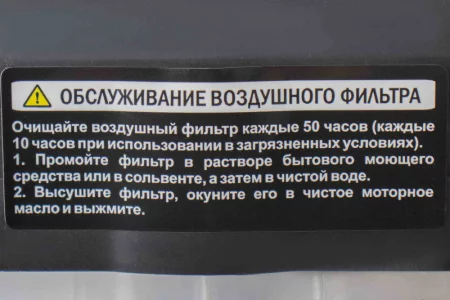 ОБСЛУЖИВАНИЕ ВОЗДУШНОГО ФИЛЬТРА
Очищайте воздушный фильтр каждые 50 часов (каждые
10 часов при использовании в загрязненных условиях).
1. Промойте фильтр в растворе бытового моющего
средства или в сольвенте, а затем в чистой воде.
2. Высушите фильтр, окуните его в чистое моторное
масло и выжмите.